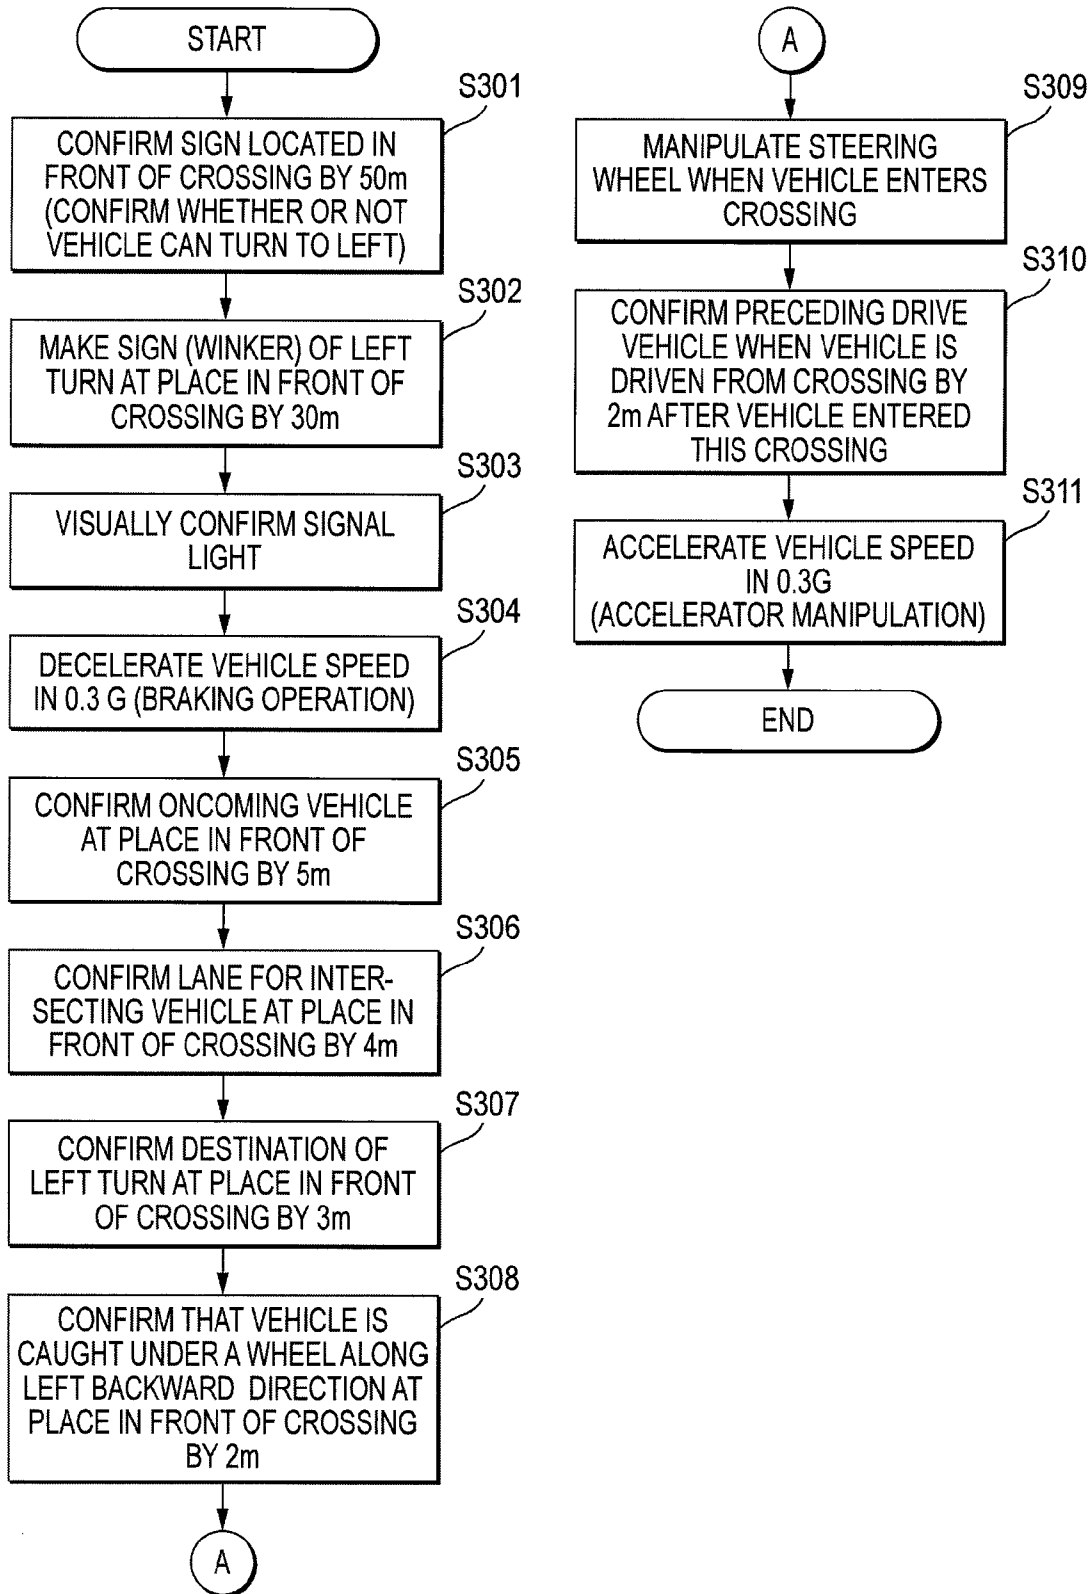 START
S301
CONFIRM SIGN LOCATED IN
FRONT OF CROSSING BY 50m
(CONFIRM WHETHER OR NOT
VEHICLE CAN TURN TO LEFT)
S302
MAKE SIGN (WINKER) OF LEFT
TURN AT PLACE IN FRONT OF
CROSSING BY 30m
S303
VISUALLY CONFIRM SIGNAL
LIGHT
S304
DECELERATE VEHICLE SPEED
IN 0.3 G (BRAKING OPERATION)
S305
CONFIRM ONCOMING VEHICLE
AT PLACE IN FRONT OF
CROSSING BY 5m
S306
CONFIRM LANE FOR INTER-
SECTING VEHICLE AT PLACE IN
FRONT OF CROSSING BY 4m
S307
CONFIRM DESTINATION OF
LEFT TURN AT PLACE IN FRONT
OF CROSSING BY 3m
S308
CONFIRM THAT VEHICLE IS
CAUGHT UNDER A WHEEL ALONG
LEFT BACKWARD DIRECTION AT
PLACE IN FRONT OF CROSSING
BY 2m
A
A
S309
MANIPULATE STEERING
WHEEL WHEN VEHICLE ENTERS
CROSSING
S310
CONFIRM PRECEDING DRIVE
VEHICLE WHEN VEHICLE IS
DRIVEN FROM CROSSING BY
2m AFTER VEHICLE ENTERED
THIS CROSSING
S311
ACCELERATE VEHICLE SPEED
IN 0.3G
(ACCELERATOR MANIPULATION)
END